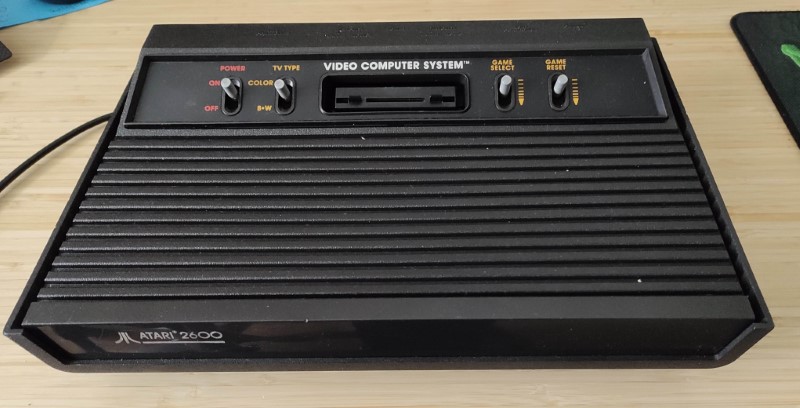 POWER
ON
OFF
TV TYPE
COLOR
B•W
VIDEO COMPUTER SYSTEM™
GAME
SELECT
GAME
RESET
ATARI® 2600